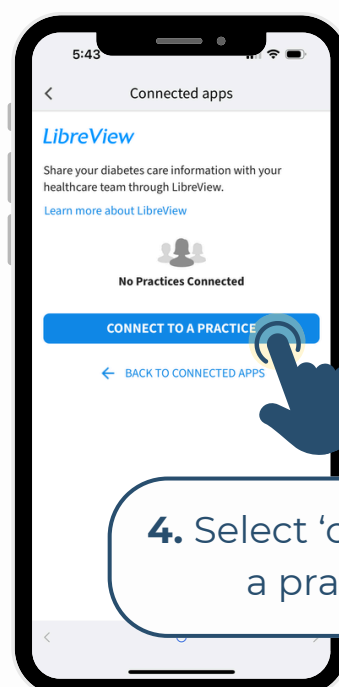 5:43
Connected apps
LibreView
Share your diabetes care information with your
healthcare team through LibreView.
Learn more about LibreView
No Practices Connected
CONNECT TO A PRACTICE
BACK TO CONNECTED APPS
4. Select ‘
a pra